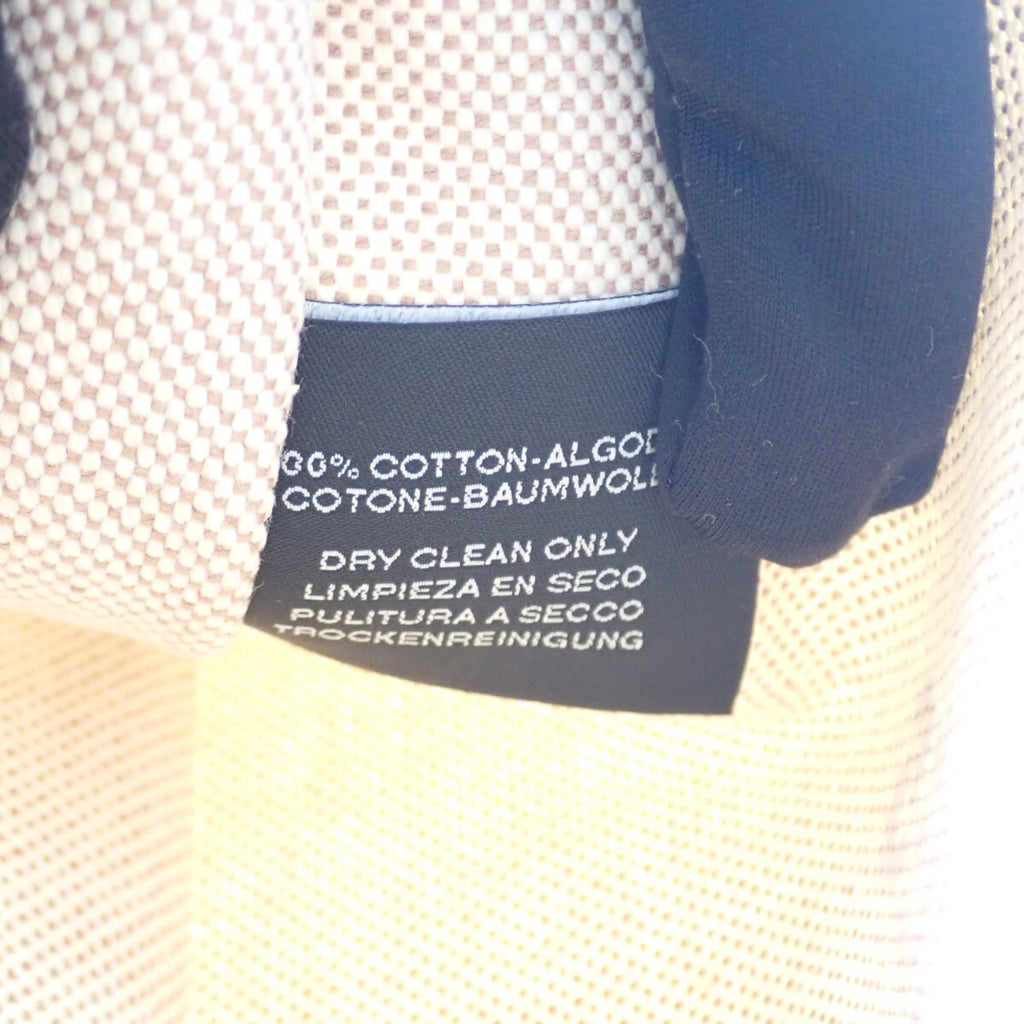 00% COTTON-ALGOD
COTONE-BAUMWOLL
DRY CLEAN ONLY
LIMPIEZA EN SECO
PULITURA A SECCO
TROCKENREINIGUNG